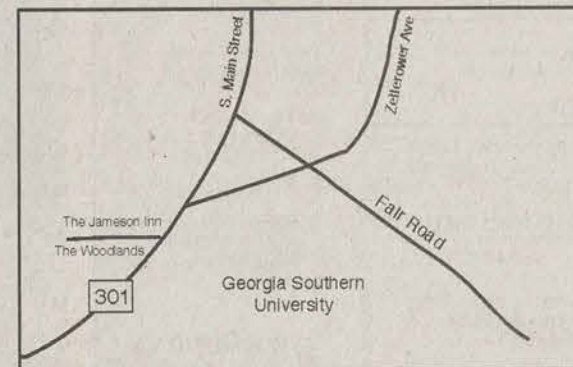 S. Main Street
Zetterower Ave
Fair Road
The Jameson Inn
The Woodlands
301
Georgia Southern
University